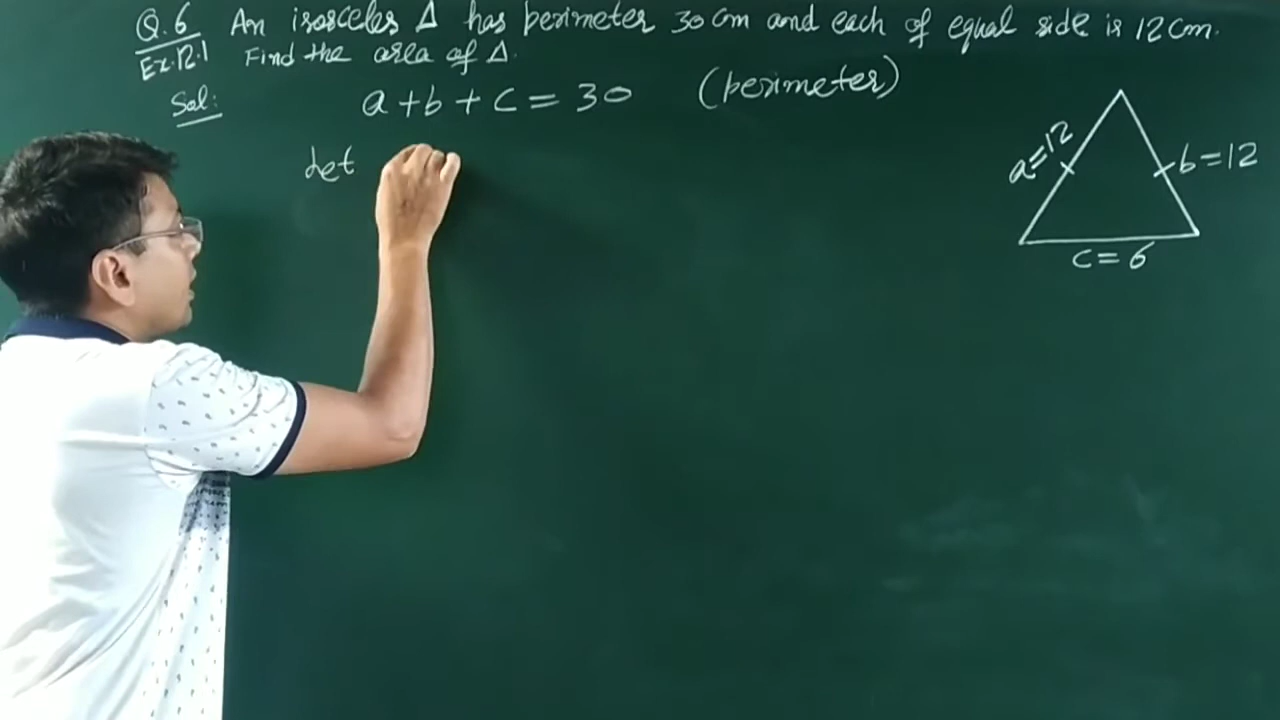 Q.6 An isosceles Δ has perimeter 30 cm and each of equal side is 12 cm.
Ex.12.1 Find the area of Δ.
Sol: a + b + c = 30 (perimeter)
Let
a = 12
b = 12
c = 6